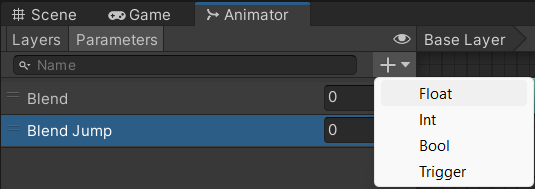 Scene Game Animator
Layers Parameters Base Layer
Name
Float
Blend 0
Int
Blend Jump 0
Bool
Trigger